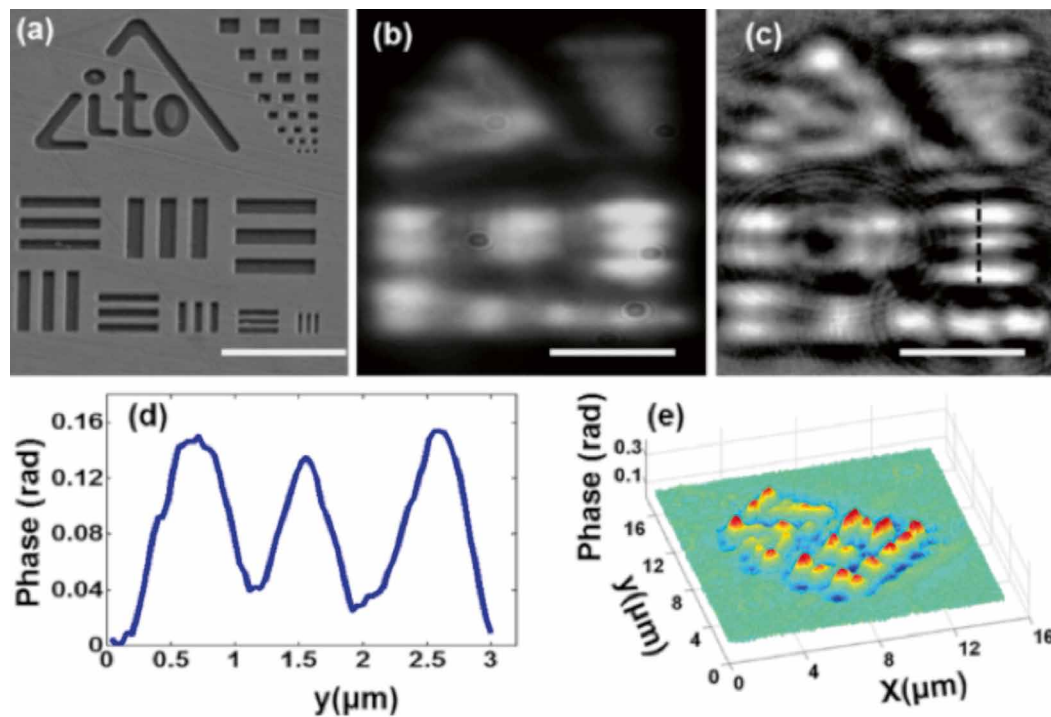 (a)
ito
(b)
(c)
(d)
Phase (rad)
0.16
0.12
0.08
0.04
0
0 0.5 1 1.5 2 2.5 3
y(µm)
(e)
Phase (rad)
0.3
0.1
16
12
8
4
0
y(µm)
0 4 8 12 16
X(µm)